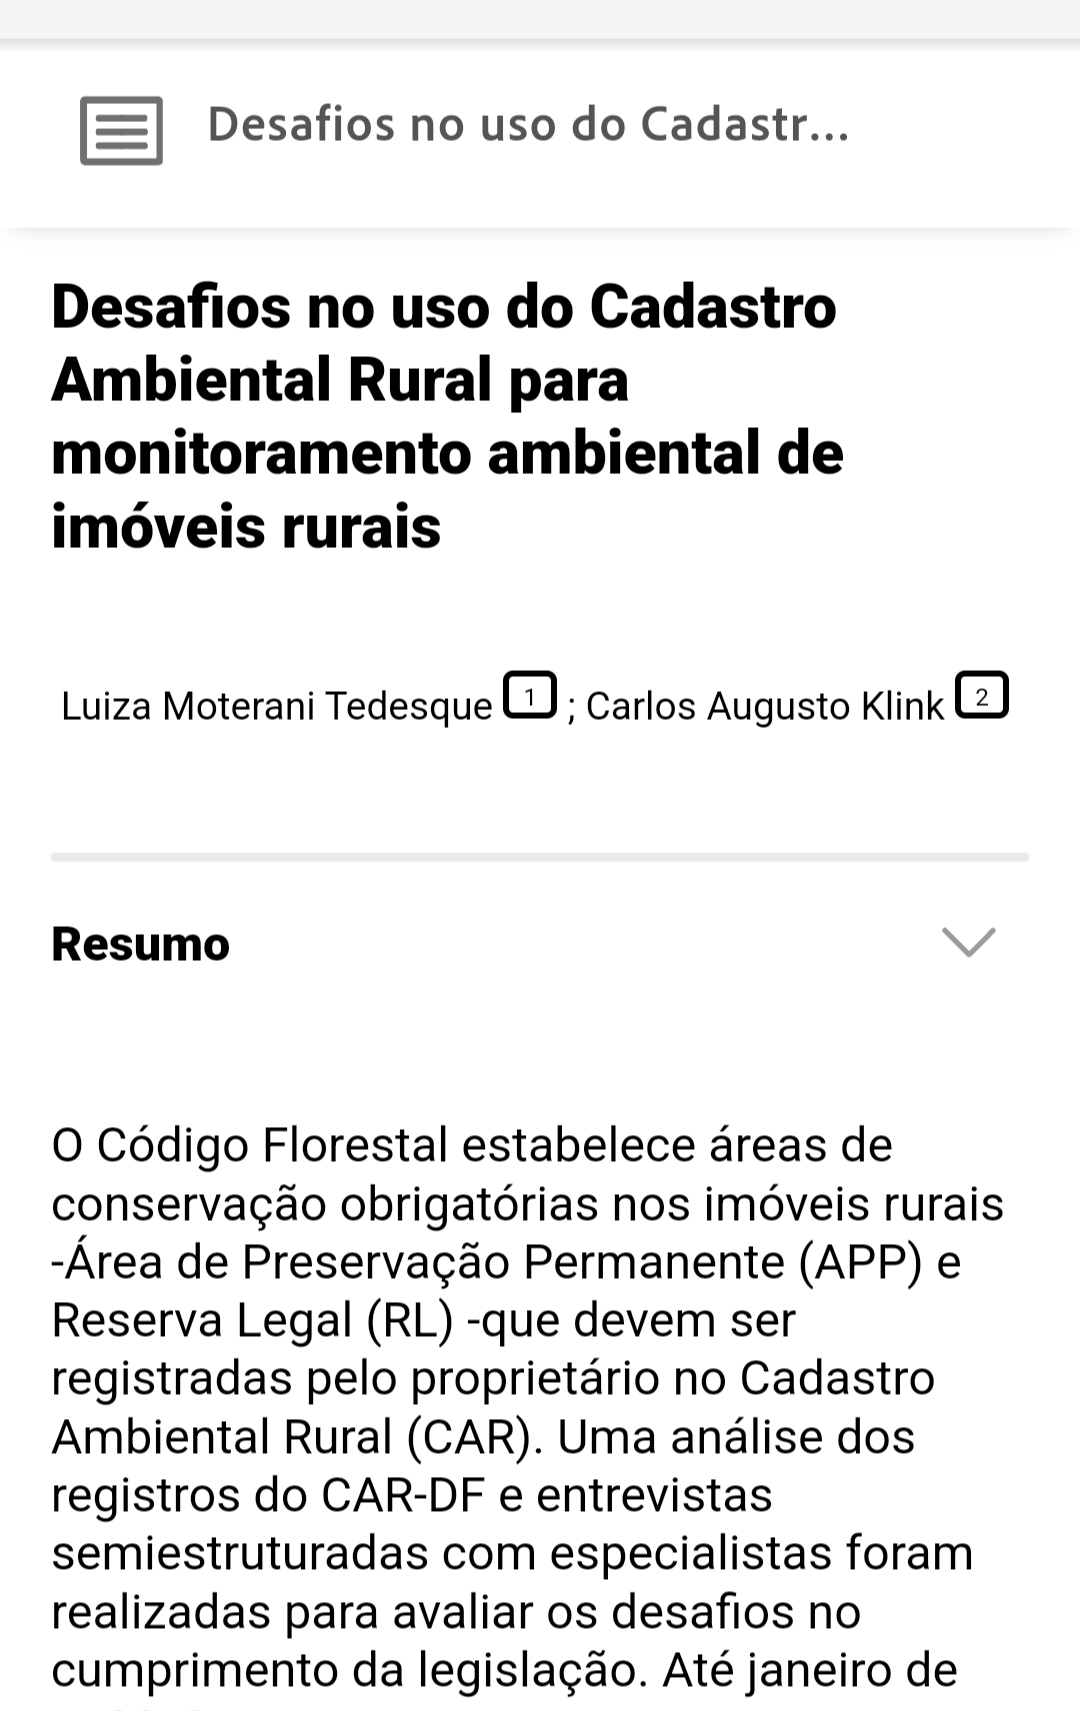 Desafios no uso do Cadastr...
Desafios no uso do Cadastro
Ambiental Rural para
monitoramento ambiental de
imóveis rurais
Luiza Moterani Tedesque 1 ; Carlos Augusto Klink 2
Resumo
O Código Florestal estabelece áreas de
conservação obrigatórias nos imóveis rurais
-Área de Preservação Permanente (APP) e
Reserva Legal (RL) -que devem ser
registradas pelo proprietário no Cadastro
Ambiental Rural (CAR). Uma análise dos
registros do CAR-DF e entrevistas
semiestruturadas com especialistas foram
realizadas para avaliar os desafios no
cumprimento da legislação. Até janeiro de